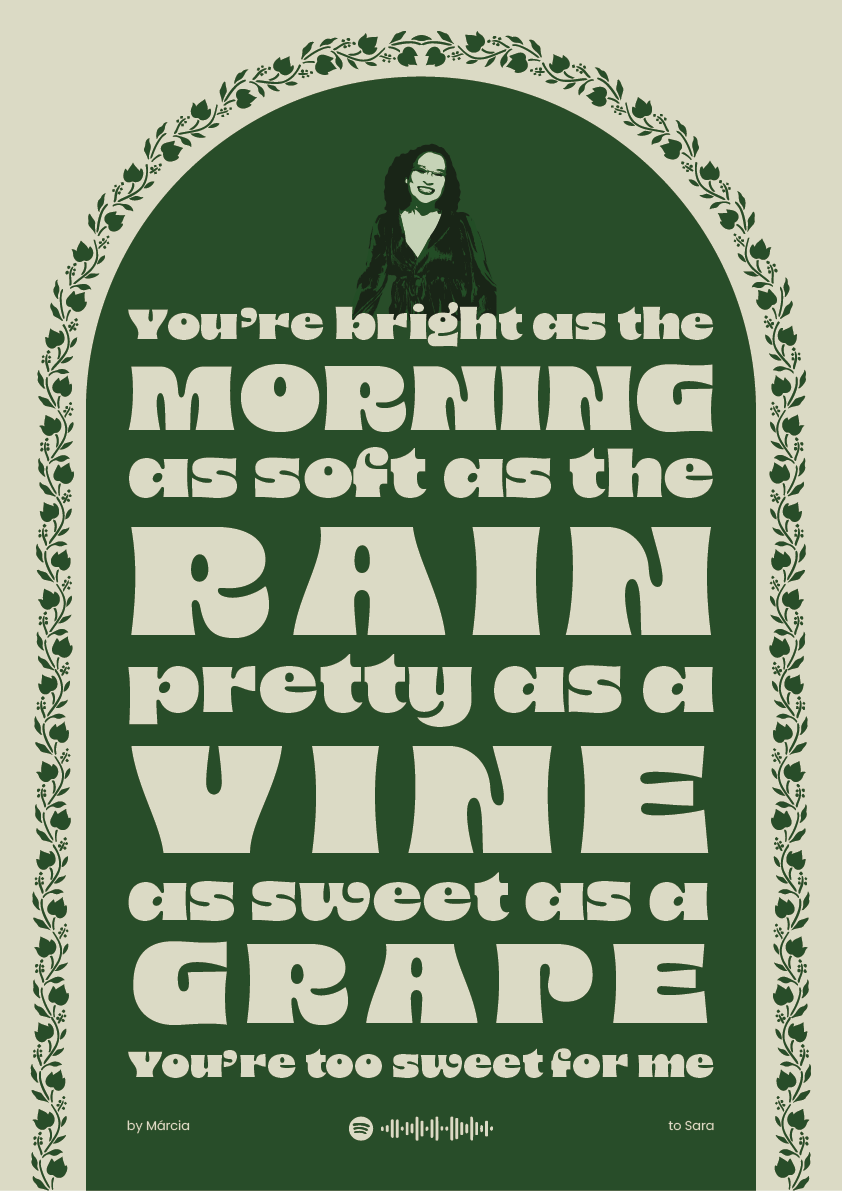 You're bright as the
MORNING
as soft as the
RAIN
pretty as a
VINE
as sweet as a
GRAPE
You're too sweet for me
by Márcia
to Sara